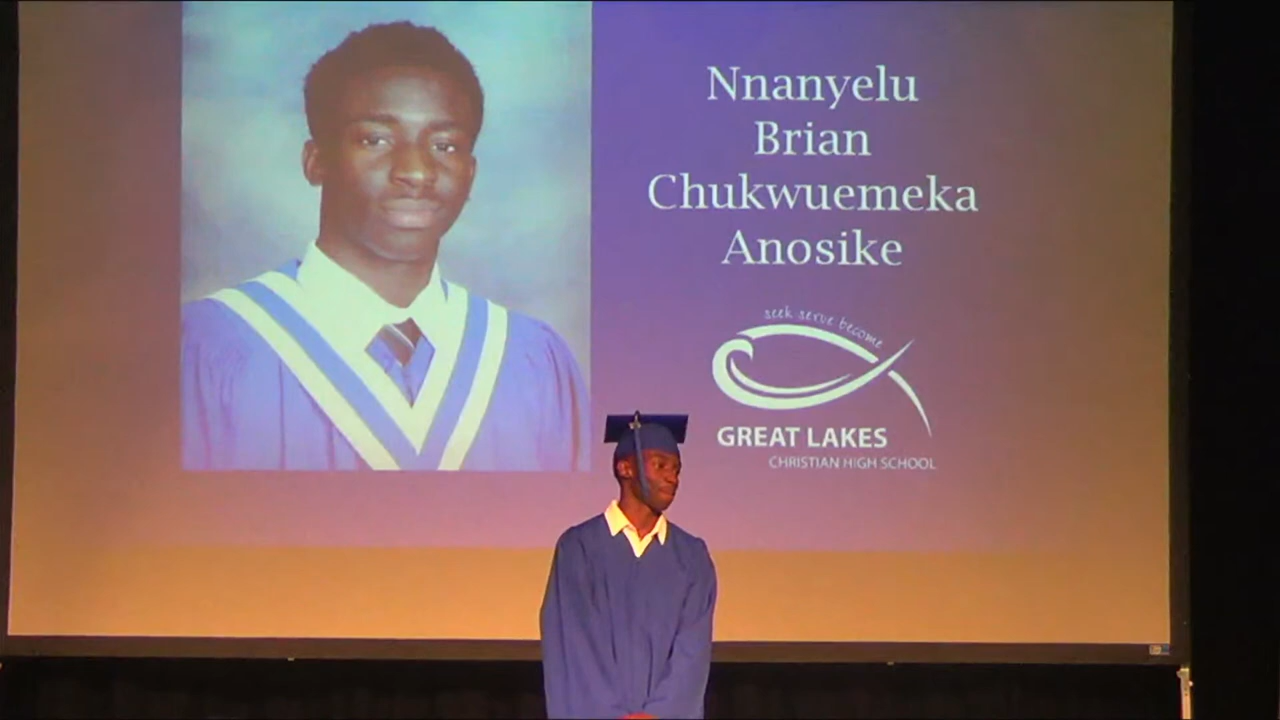 Nnanyelu
Brian
Chukwuemeka
Anosike
seek serve become
GREAT LAKES
CHRISTIAN HIGH SCHOOL